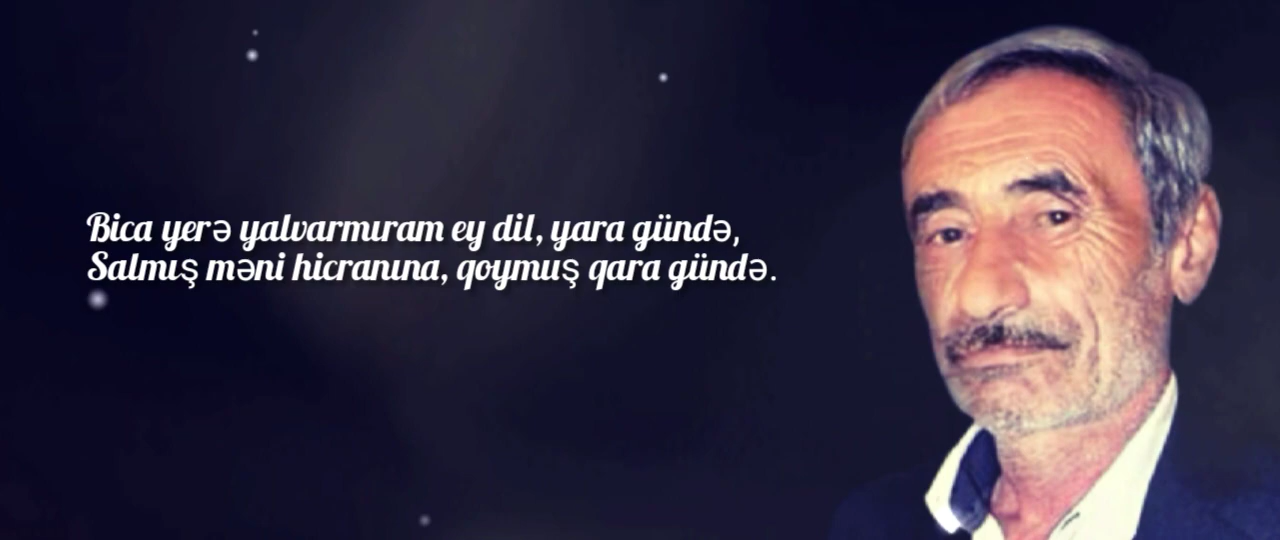 Bica yerə yalvarmıram ey dil, yara gündə,
Salmış məni hicranına, qoymuş qara gündə.